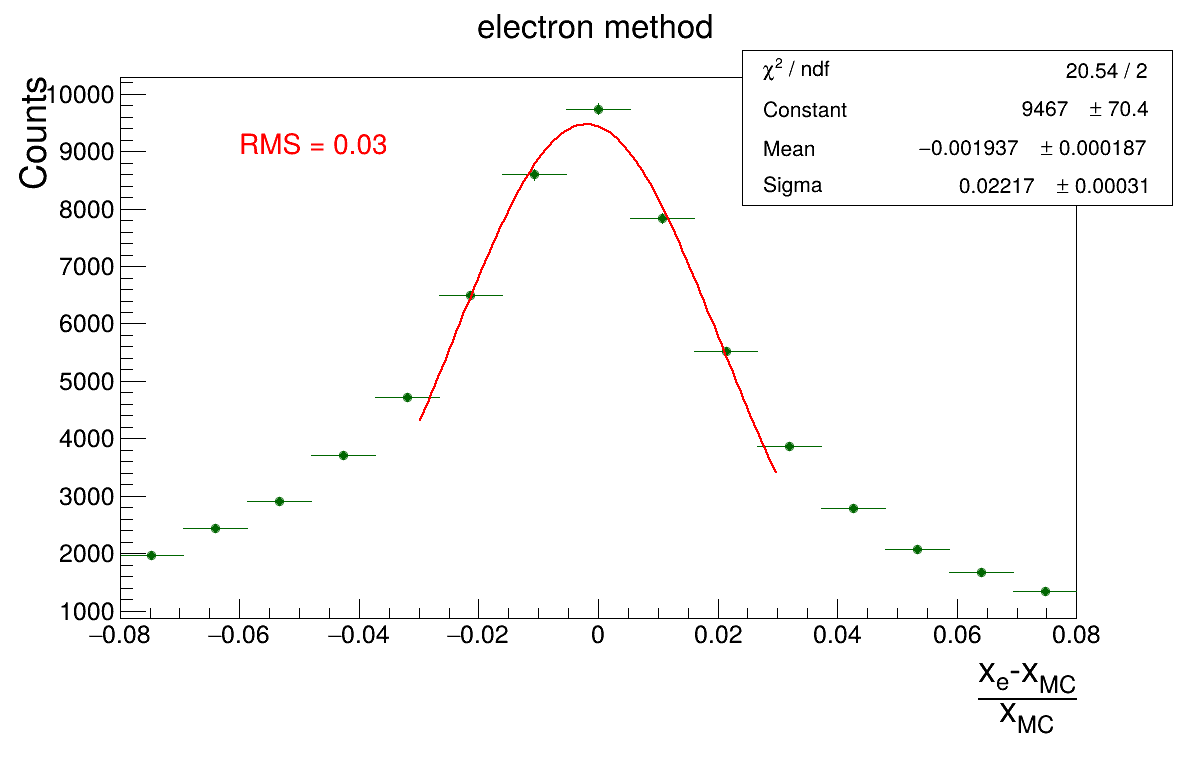 electron method
χ² / ndf 20.54 / 2
Constant 9467 ± 70.4
Mean −0.001937 ± 0.000187
Sigma 0.02217 ± 0.00031
RMS = 0.03
Counts
10000
9000
8000
7000
6000
5000
4000
3000
2000
1000
−0.08 −0.06 −0.04 −0.02 0 0.02 0.04 0.06 0.08
xₑ-x_MC
x_MC